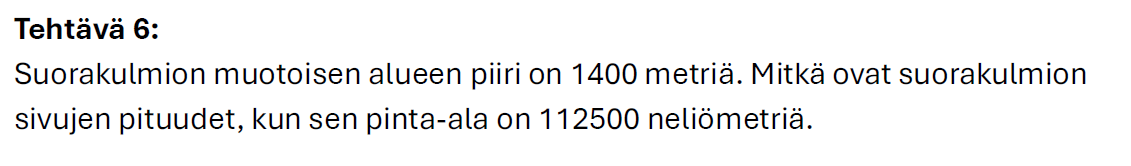 Tehtävä 6:
Suorakulmion muotoisen alueen piiri on 1400 metriä. Mitkä ovat suorakulmion
sivujen pituudet, kun sen pinta-ala on 112500 neliömetriä.